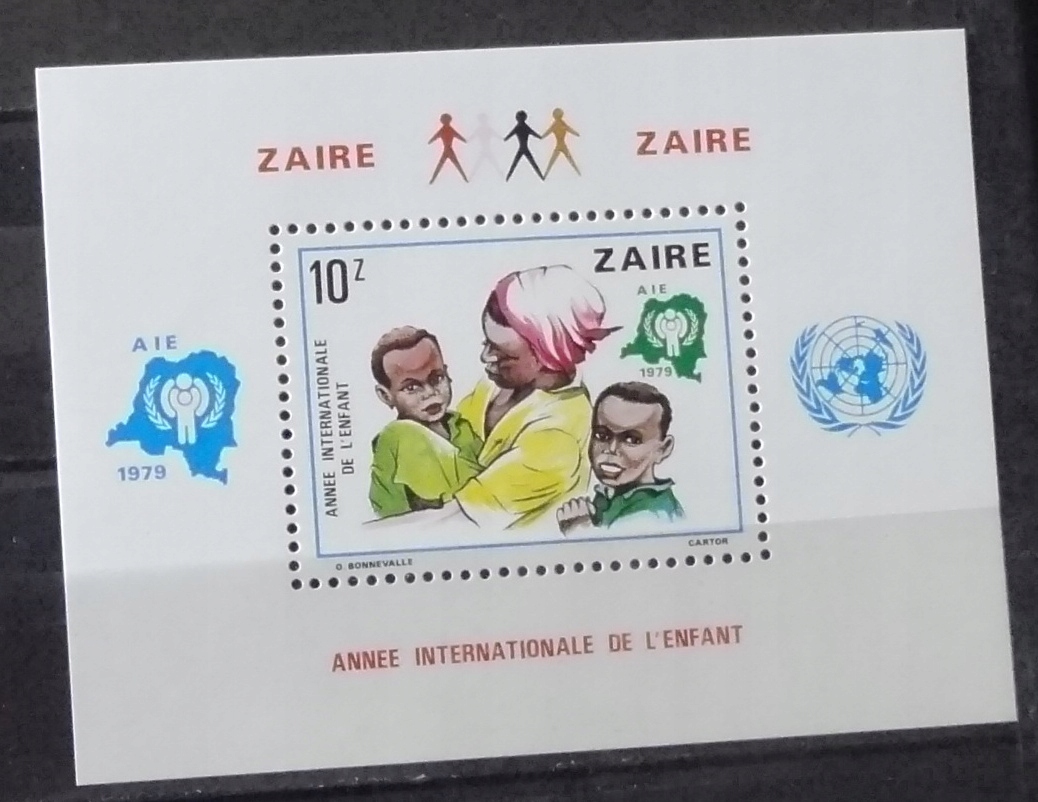 ZAIRE ZAIRE
10Z
ZAIRE
AIE
1979
ANNEE INTERNATIONALE
DE L'ENFANT
AIE
1979
O. BONNEVALLE
CARTOR
ANNEE INTERNATIONALE DE L'ENFANT